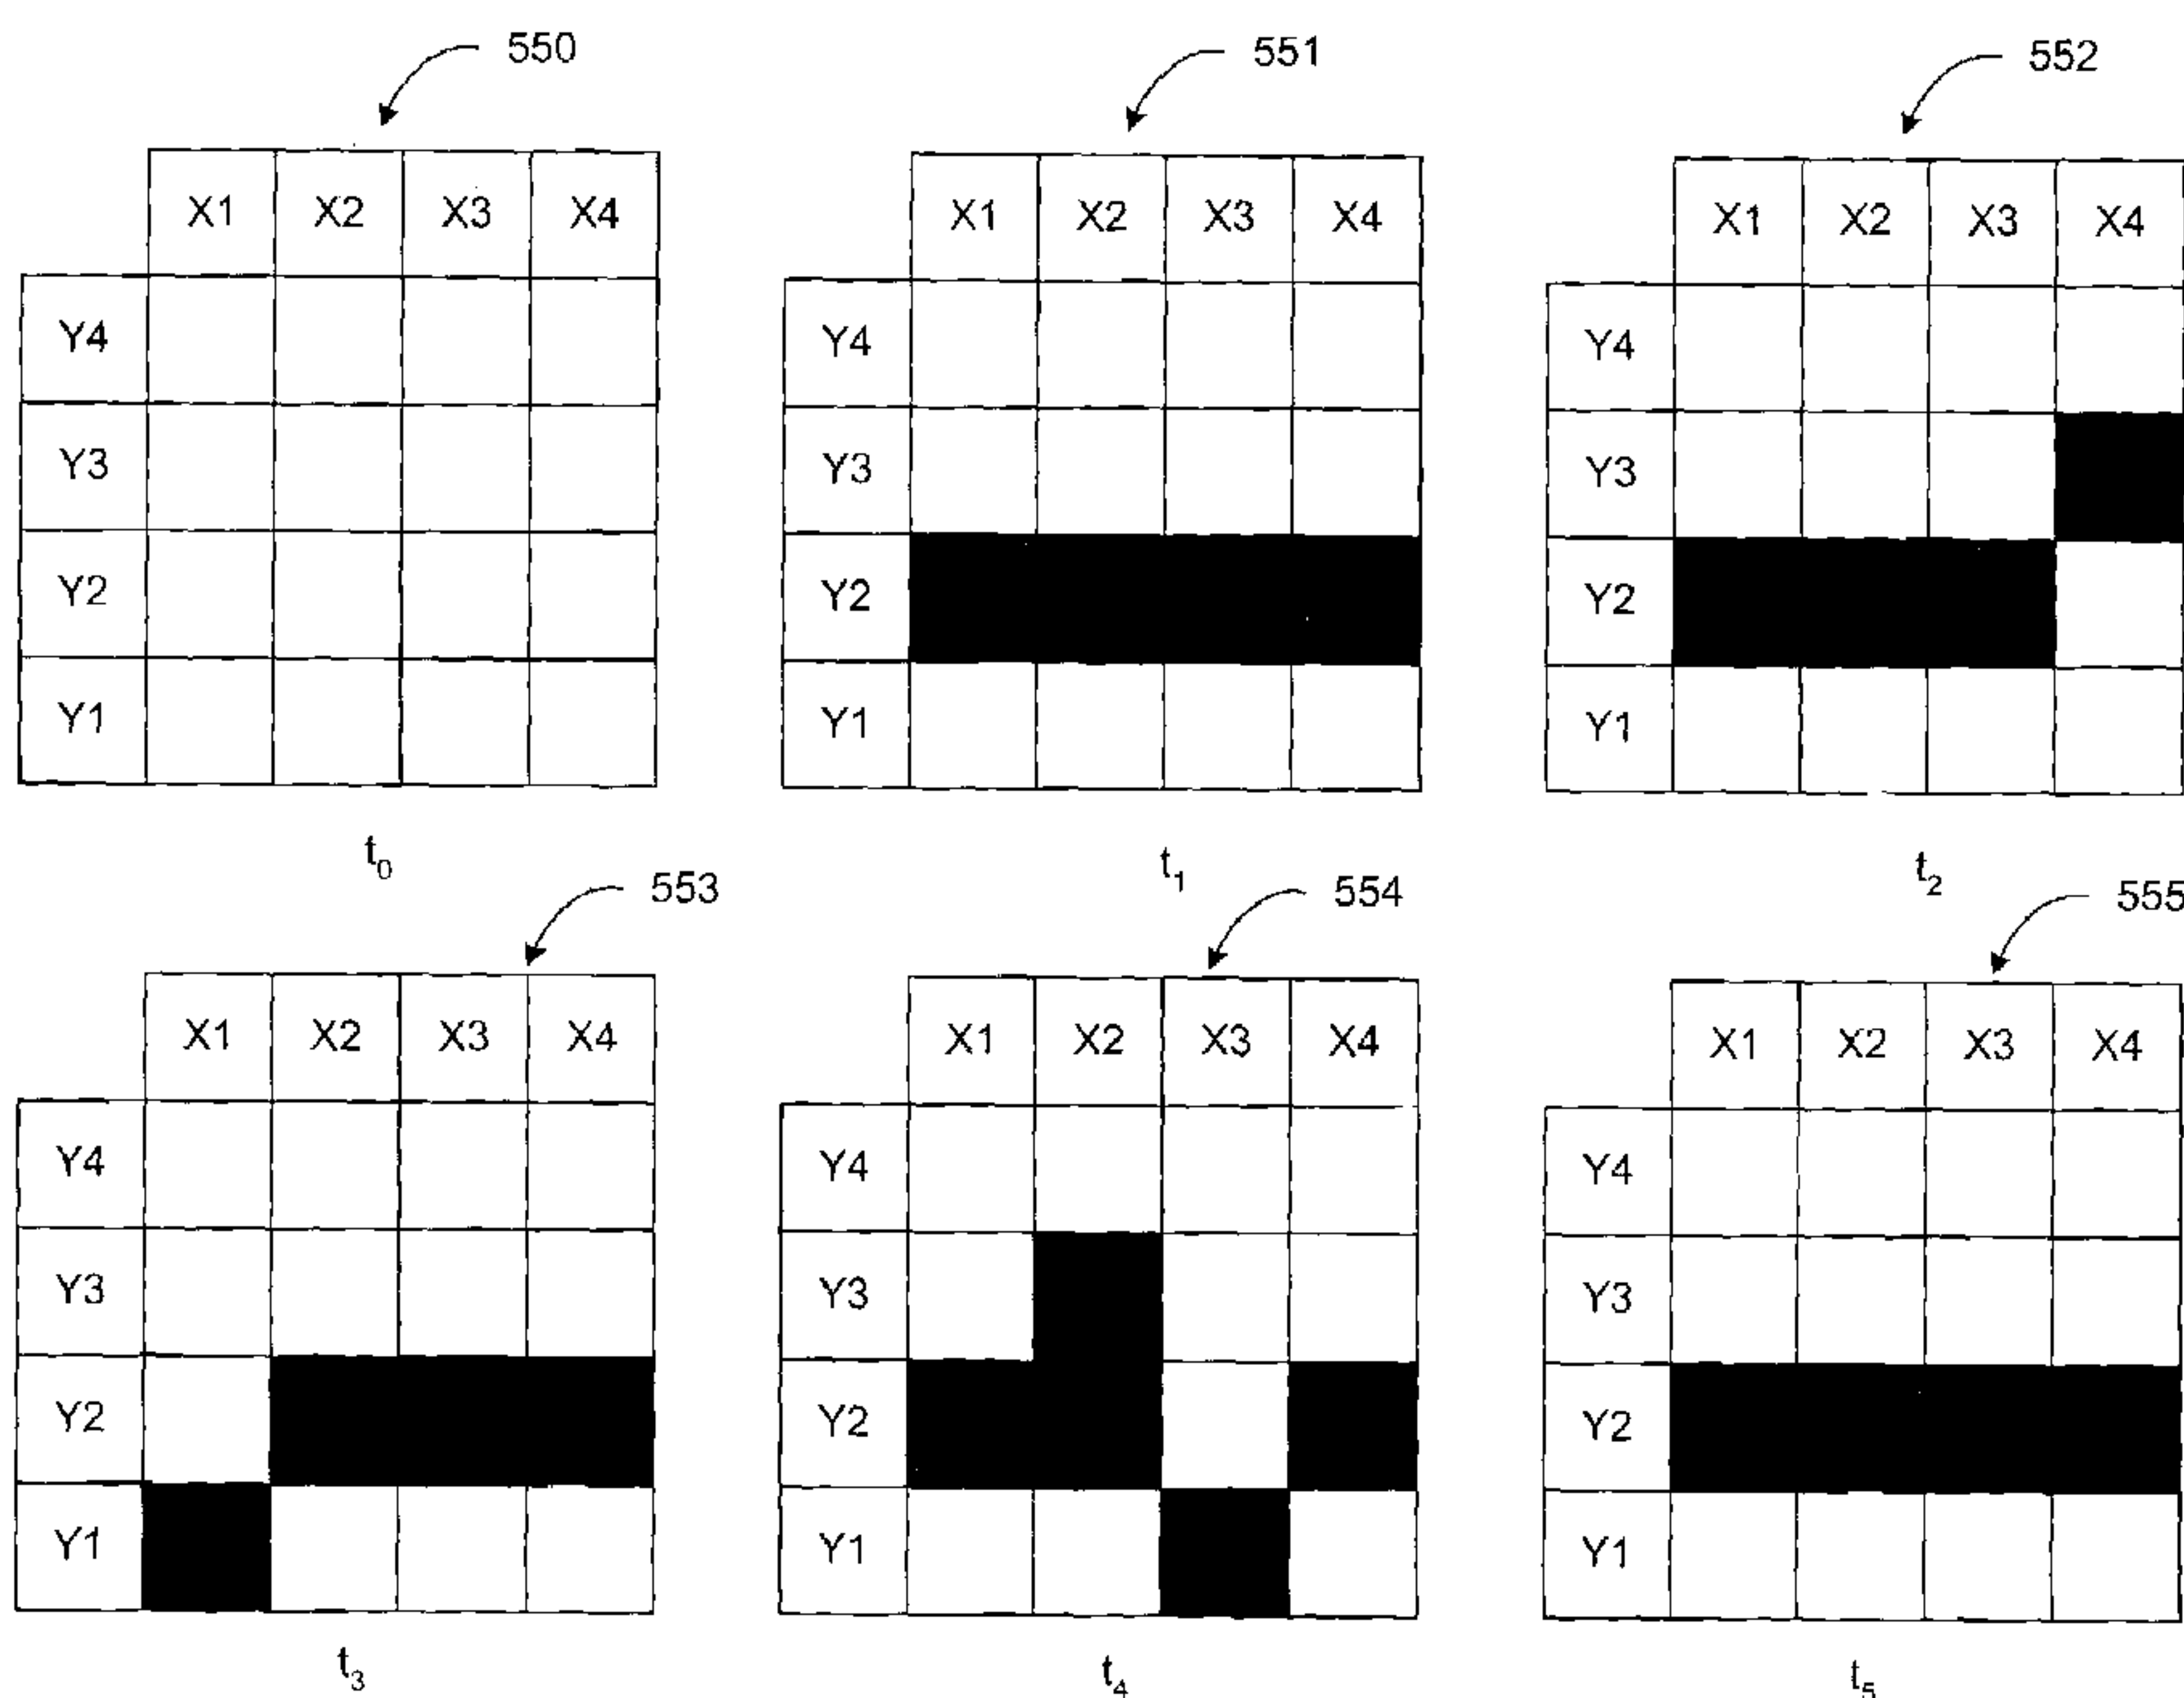 550 551 552
X1 X2 X3 X4 X1 X2 X3 X4 X1 X2 X3 X4
Y4 Y4 Y4
Y3 Y3 Y3
Y2 Y2 Y2
Y1 Y1 Y1
t0 t1 t2
553 554 555
X1 X2 X3 X4 X1 X2 X3 X4 X1 X2 X3 X4
Y4 Y4 Y4
Y3 Y3 Y3
Y2 Y2 Y2
Y1 Y1 Y1
t3 t4 t5